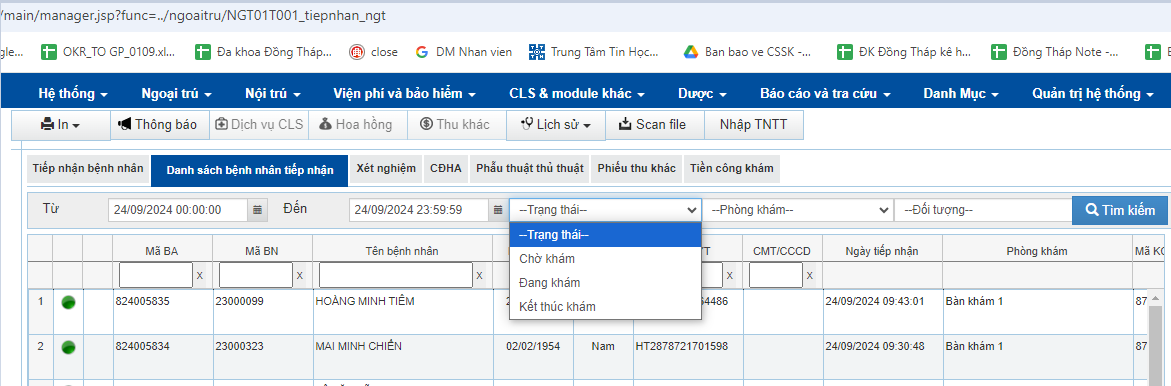 /main/manager.jsp?func=../ngoaitru/NGT01T001_tiepnhan_ngt
gle... OKR_TO GP_0109.xl... Đa khoa Đồng Tháp... close DM Nhan vien Trung Tâm Tin Học... Ban bao ve CSSK -... ĐK Đồng Tháp kê h... Đồng Tháp Note -...
Hệ thống Ngoại trú Nội trú Viện phí và bảo hiểm CLS & module khác Dược Báo cáo và tra cứu Danh Mục Quản trị hệ thống
In Thông báo Dịch vụ CLS Hoa hồng Thu khác Lịch sử Scan file Nhập TNTT
Tiếp nhận bệnh nhân Danh sách bệnh nhân tiếp nhận Xét nghiệm CĐHA Phẫu thuật thủ thuật Phiếu thu khác Tiền công khám
Từ 24/09/2024 00:00:00 Đến 24/09/2024 23:59:59 --Trạng thái-- --Phòng khám-- --Đối tượng-- Tìm kiếm
--Trạng thái--
Chờ khám
Đang khám
Kết thúc khám
Mã BA Mã BN Tên bệnh nhân CMT/CCCD Ngày tiếp nhận Phòng khám Mã KC
x x x x x
1 824005835 23000099 HOÀNG MINH TIÊM 4486 24/09/2024 09:43:01 Bàn khám 1 87
2 824005834 23000323 MAI MINH CHIẾN 02/02/1954 Nam HT2878721701598 24/09/2024 09:30:48 Bàn khám 1 87